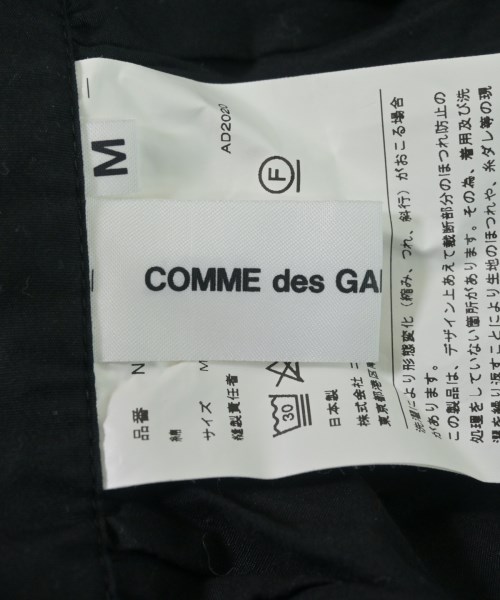 M
COMME des GA
AD202
品番 N
綿
サイズ M
縫製責任者
30
F
日本製
株式会社
東京都港区
洗濯により形態変化(縮み、つれ、斜行)がおこる場合
があります。
この製品は、デザイン上あえて裁断部分のほつれ防止の
処理をしていない箇所があります。その為、着用及び洗
濯を繰り返すことにより生地のほつれや、糸ダレ等の現